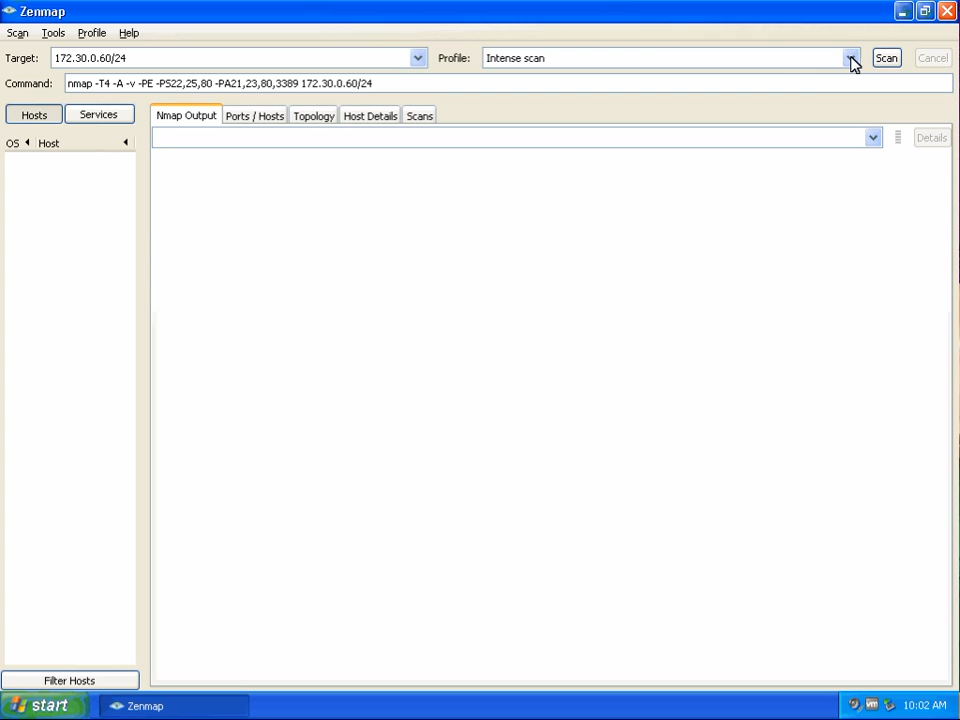 Zenmap
Scan Tools Profile Help
Target: 172.30.0.60/24 Profile: Intense scan Scan Cancel
Command: nmap -T4 -A -v -PE -PS22,25,80 -PA21,23,80,3389 172.30.0.60/24
Hosts Services Nmap Output Ports / Hosts Topology Host Details Scans
OS Host Details
Filter Hosts
start Zenmap 10:02 AM